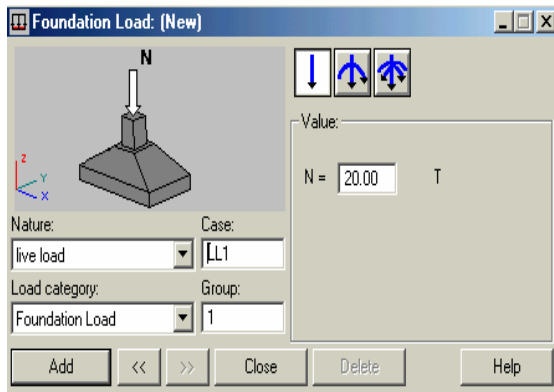 Foundation Load: (New)
N
z
Y
X
Value:
N = 20.00 T
Nature: Case:
live load LL1
Load category: Group:
Foundation Load 1
Add << >> Close Delete Help